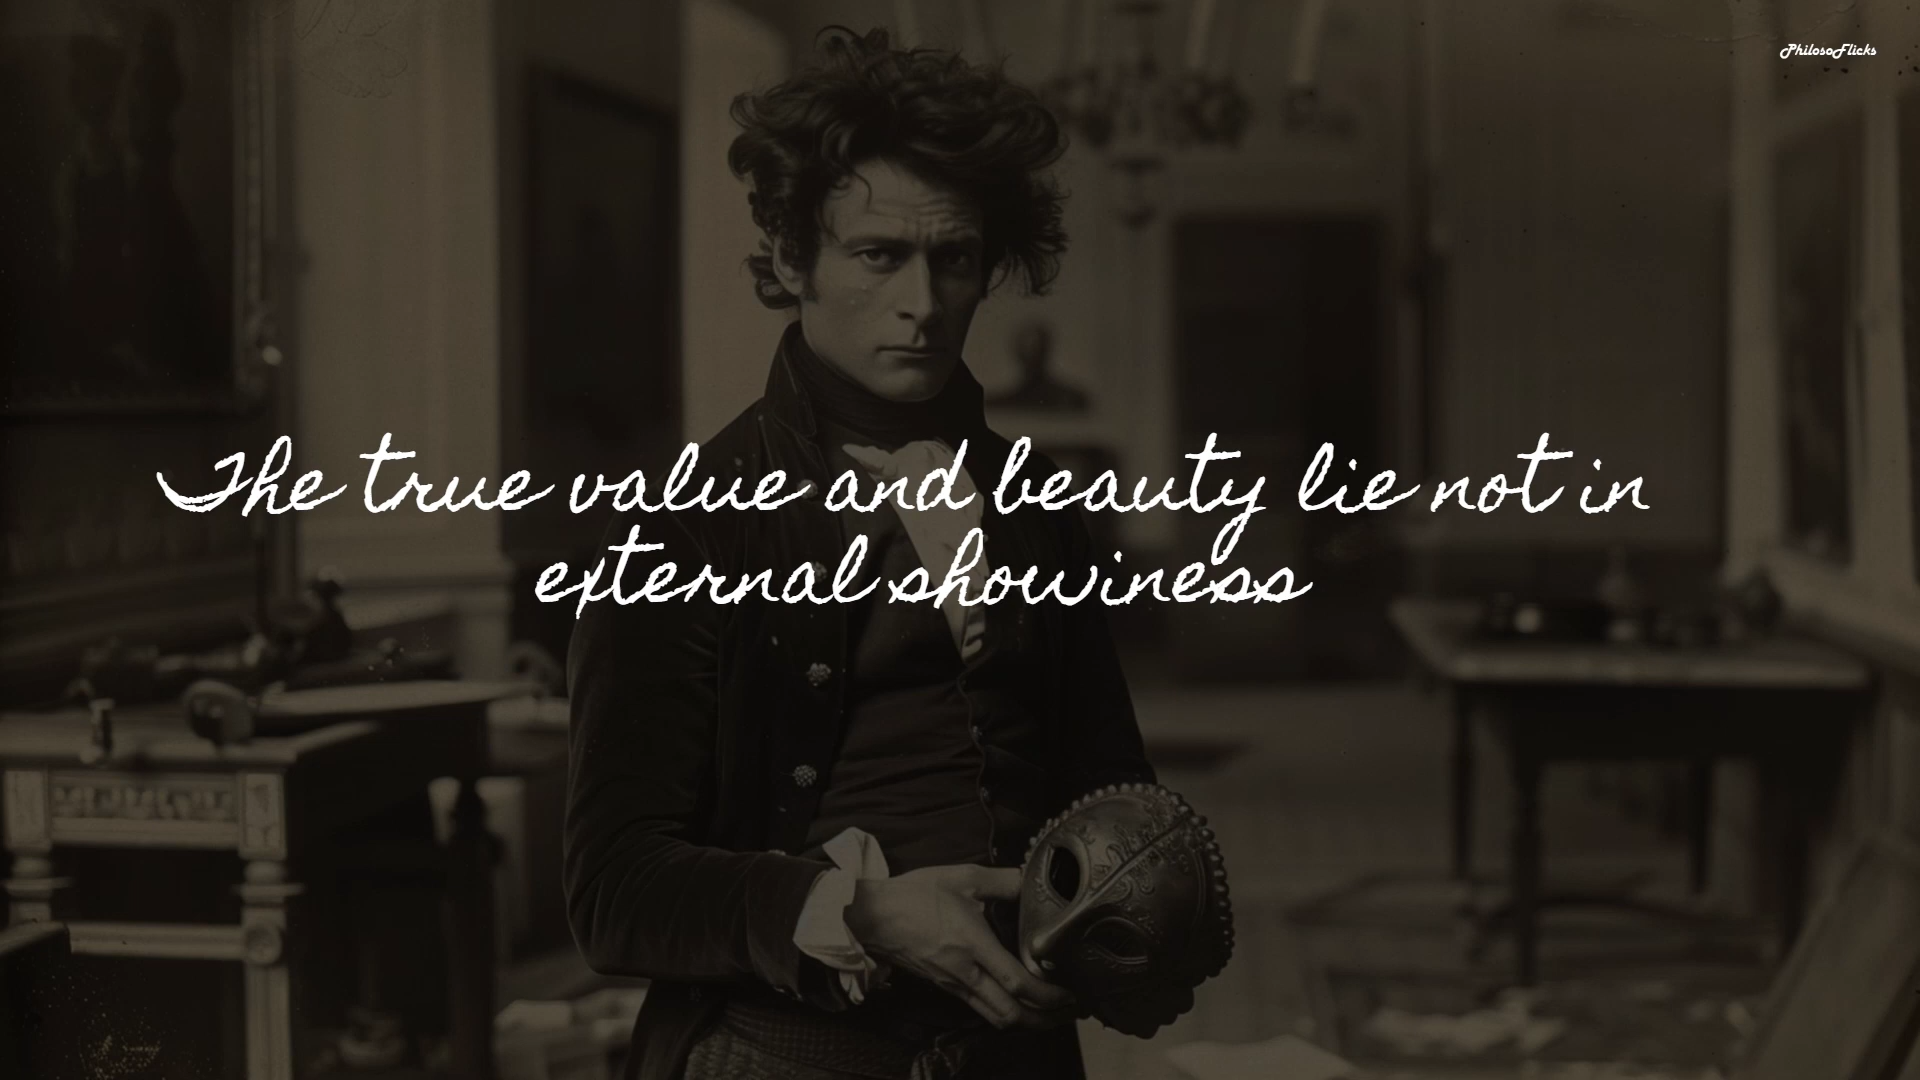 PhilosoFlicks
The true value and beauty lie not in
external showiness